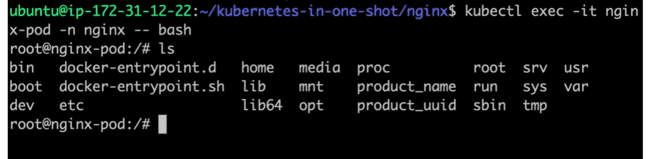 ubuntu@ip-172-31-12-22:~/kubernetes-in-one-shot/nginx$ kubectl exec -it ngin
x-pod -n nginx -- bash
root@nginx-pod:/# ls
bin   docker-entrypoint.d   home   media  proc          root  srv  usr
boot  docker-entrypoint.sh  lib    mnt    product_name  run   sys  var
dev   etc                   lib64  opt    product_uuid  sbin  tmp
root@nginx-pod:/#